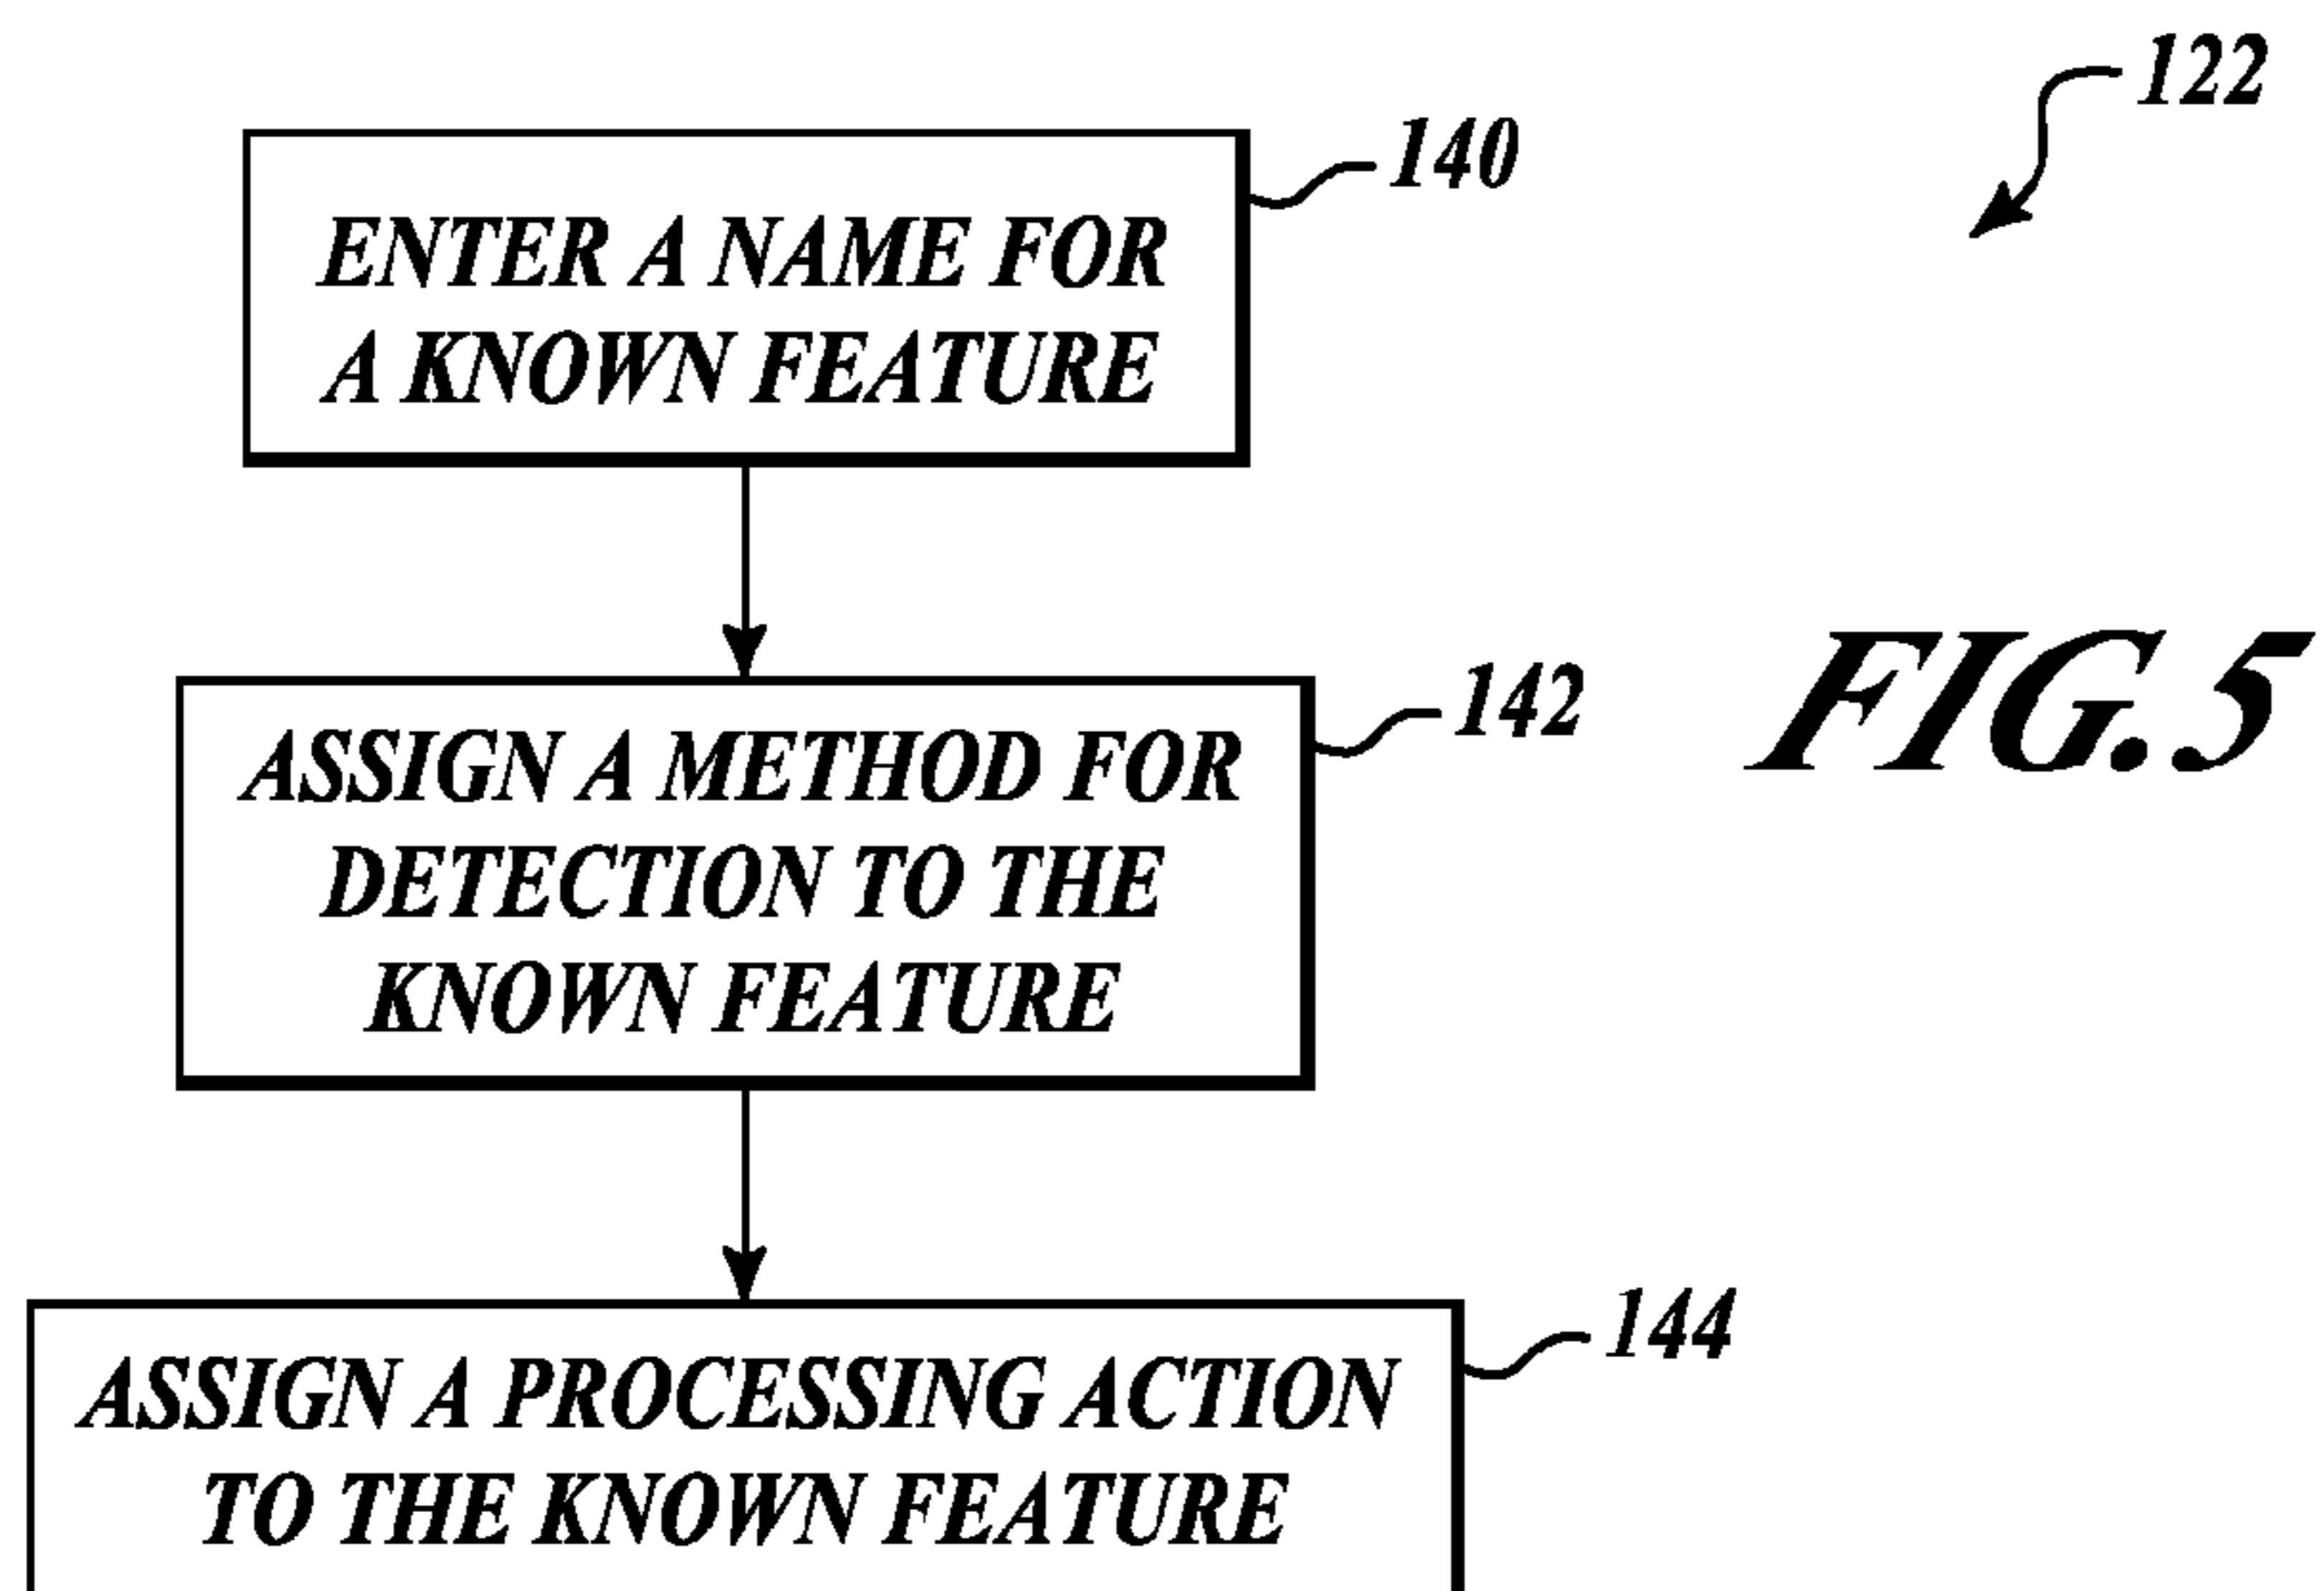 122
140
ENTER A NAME FOR
A KNOWN FEATURE
142
ASSIGN A METHOD FOR
DETECTION TO THE
KNOWN FEATURE
FIG.5
144
ASSIGN A PROCESSING ACTION
TO THE KNOWN FEATURE